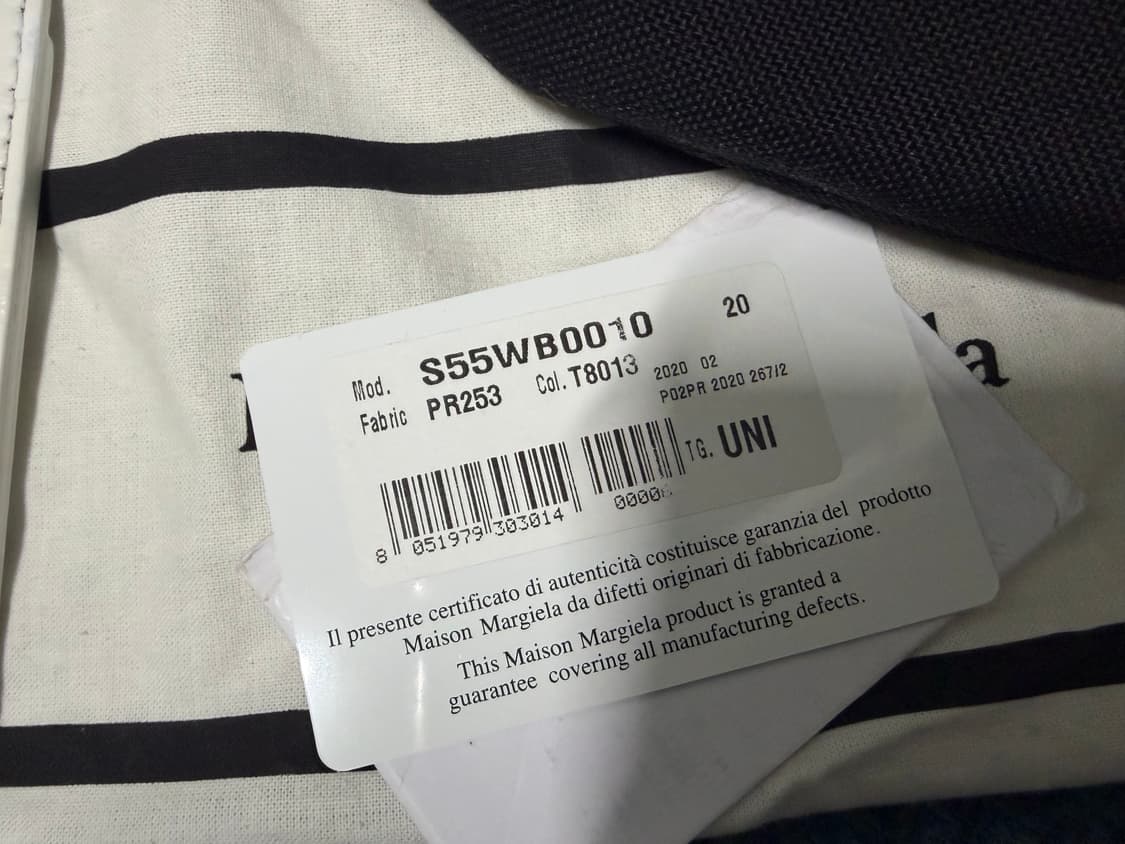 Mod. S55WB0010 20
Fabric PR253 Col. T8013 2020 02
P02PR 2020 267/2
TG. UNI
8 051979 303014
Il presente certificato di autenticità costituisce garanzia del prodotto
Maison Margiela da difetti originari di fabbricazione.
This Maison Margiela product is granted a
guarantee covering all manufacturing defects.